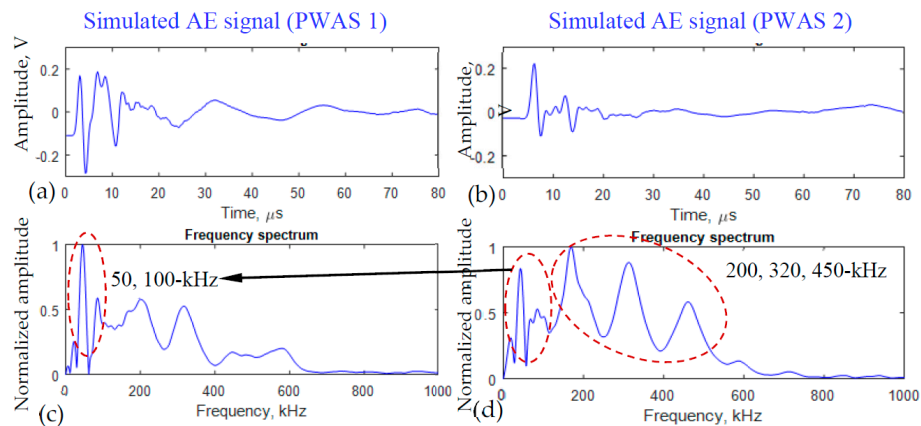 Simulated AE signal (PWAS 1)
Simulated AE signal (PWAS 2)
Amplitude, V
0.2
0
-0.2
(a)
0 10 20 30 40 50 60 70 80
Time, μs
Amplitude,
V
0.2
0
-0.2
(b)
0 10 20 30 40 50 60 70 80
Time, μs
Frequency spectrum
Normalized amplitude
1
0.5
0
50, 100-kHz
(c)
0 200 400 600 800 1000
Frequency, kHz
Frequency spectrum
Normalized amplitude
1
0.5
0
200, 320, 450-kHz
(d)
0 200 400 600 800 1000
Frequency, kHz